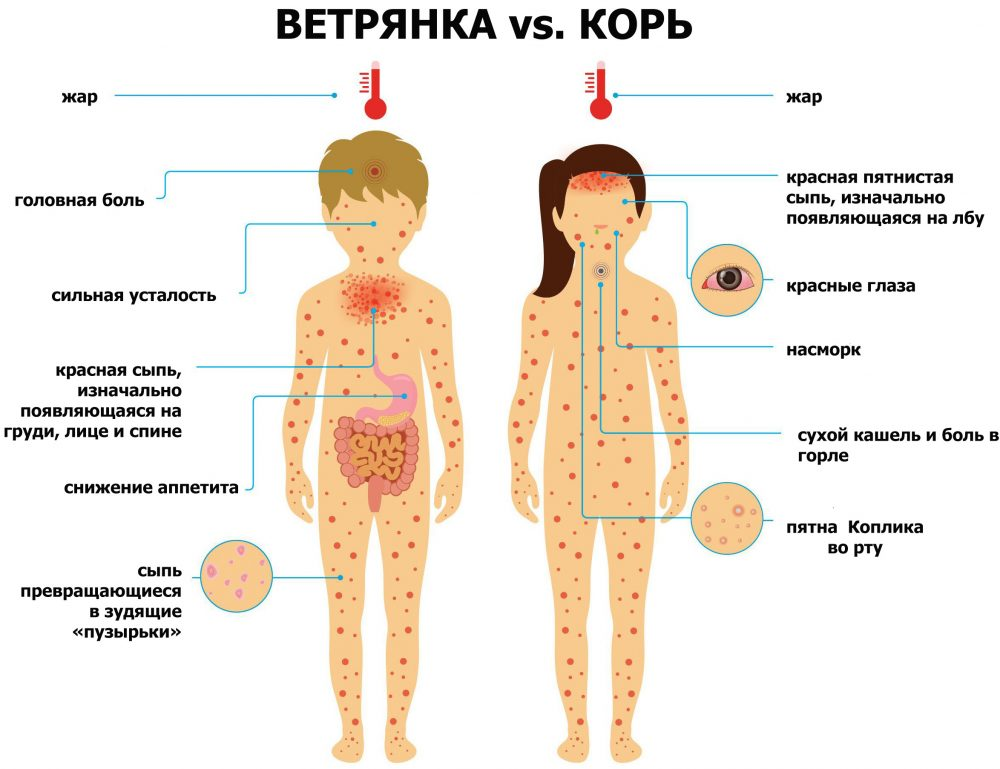 ВЕТРЯНКА vs. КОРЬ
жар
головная боль
сильная усталость
красная сыпь,
изначально
появляющаяся на
груди, лице и спине
снижение аппетита
сыпь
превращающиеся
в зудящие
«пузырьки»
жар
красная пятнистая
сыпь, изначально
появляющаяся на лбу
красные глаза
насморк
сухой кашель и боль в
горле
пятна Коплика
во рту